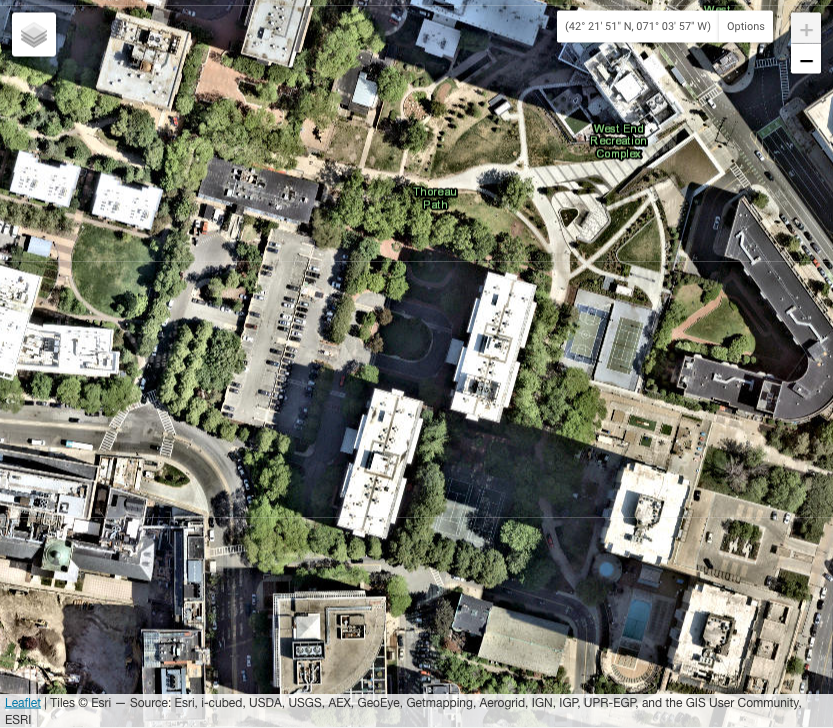 West
(42° 21' 51" N, 071° 03' 57" W) Options
+
−
West End
Recreation
Complex
Thoreau
Path
Leaflet | Tiles © Esri — Source: Esri, i-cubed, USDA, USGS, AEX, GeoEye, Getmapping, Aerogrid, IGN, IGP, UPR-EGP, and the GIS User Community,
ESRI